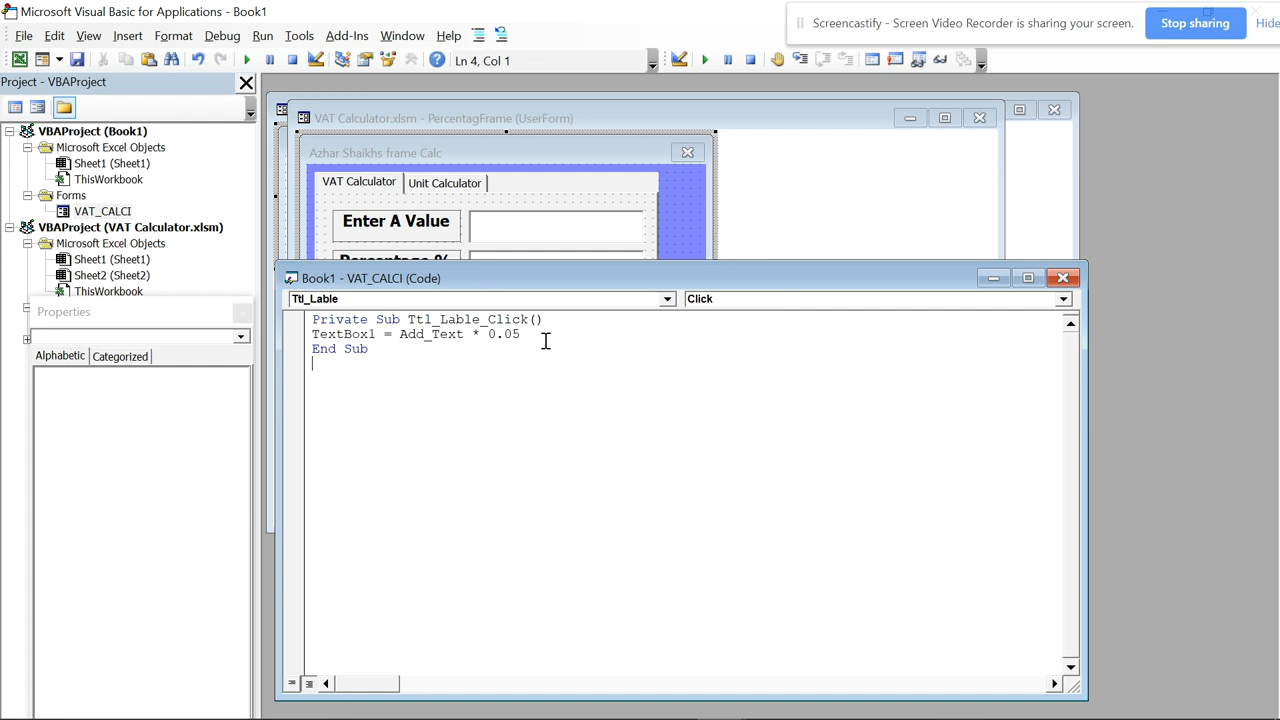 Microsoft Visual Basic for Applications - Book1
Screencastify - Screen Video Recorder is sharing your screen.
Stop sharing
Hide
File Edit View Insert Format Debug Run Tools Add-Ins Window Help
Ln 4, Col 1
Project - VBAProject
VBAProject (Book1)
Microsoft Excel Objects
Sheet1 (Sheet1)
ThisWorkbook
Forms
VAT_CALCI
VBAProject (VAT Calculator.xlsm)
Microsoft Excel Objects
Sheet1 (Sheet1)
Sheet2 (Sheet2)
ThisWorkbook
Properties
Alphabetic Categorized
VAT Calculator.xlsm - PercentagFrame (UserForm)
Azhar Shaikhs frame Calc
VAT Calculator Unit Calculator
Enter A Value
Percentage %
Book1 - VAT_CALCI (Code)
Ttl_Lable Click
Private Sub Ttl_Lable_Click()
TextBox1 = Add_Text * 0.05
End Sub